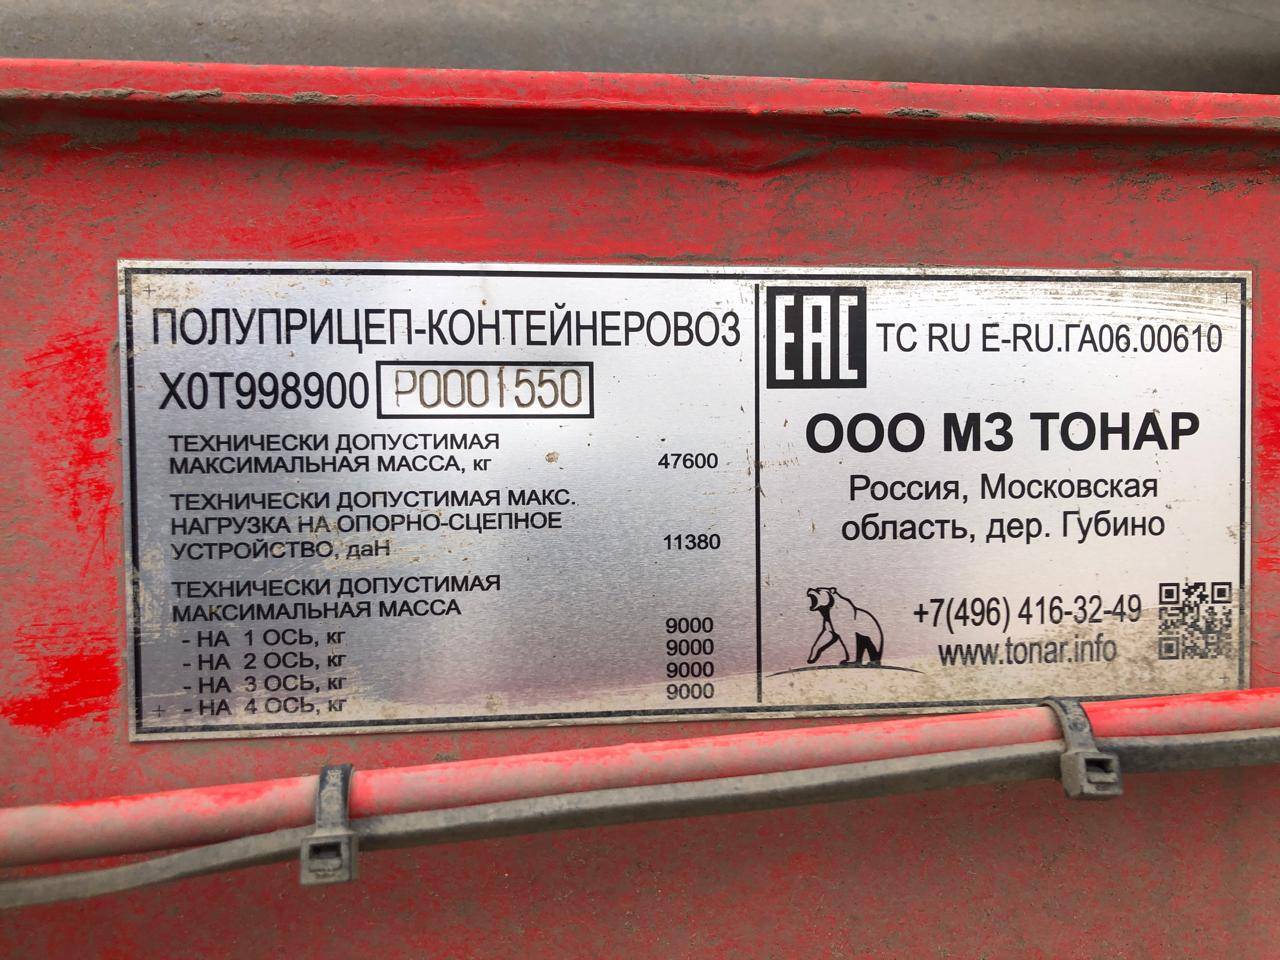 ПОЛУПРИЦЕП-КОНТЕЙНЕРОВОЗ
X0T998900 P0001550
ТЕХНИЧЕСКИ ДОПУСТИМАЯ
МАКСИМАЛЬНАЯ МАССА, кг 47600
ТЕХНИЧЕСКИ ДОПУСТИМАЯ МАКС.
НАГРУЗКА НА ОПОРНО-СЦЕПНОЕ
УСТРОЙСТВО, даН 11380
ТЕХНИЧЕСКИ ДОПУСТИМАЯ
МАКСИМАЛЬНАЯ МАССА
- НА 1 ОСЬ, кг 9000
- НА 2 ОСЬ, кг 9000
- НА 3 ОСЬ, кг 9000
- НА 4 ОСЬ, кг 9000
EAC ТС RU E-RU.ГА06.00610
ООО МЗ ТОНАР
Россия, Московская
область, дер. Губино
+7(496) 416-32-49
www.tonar.info